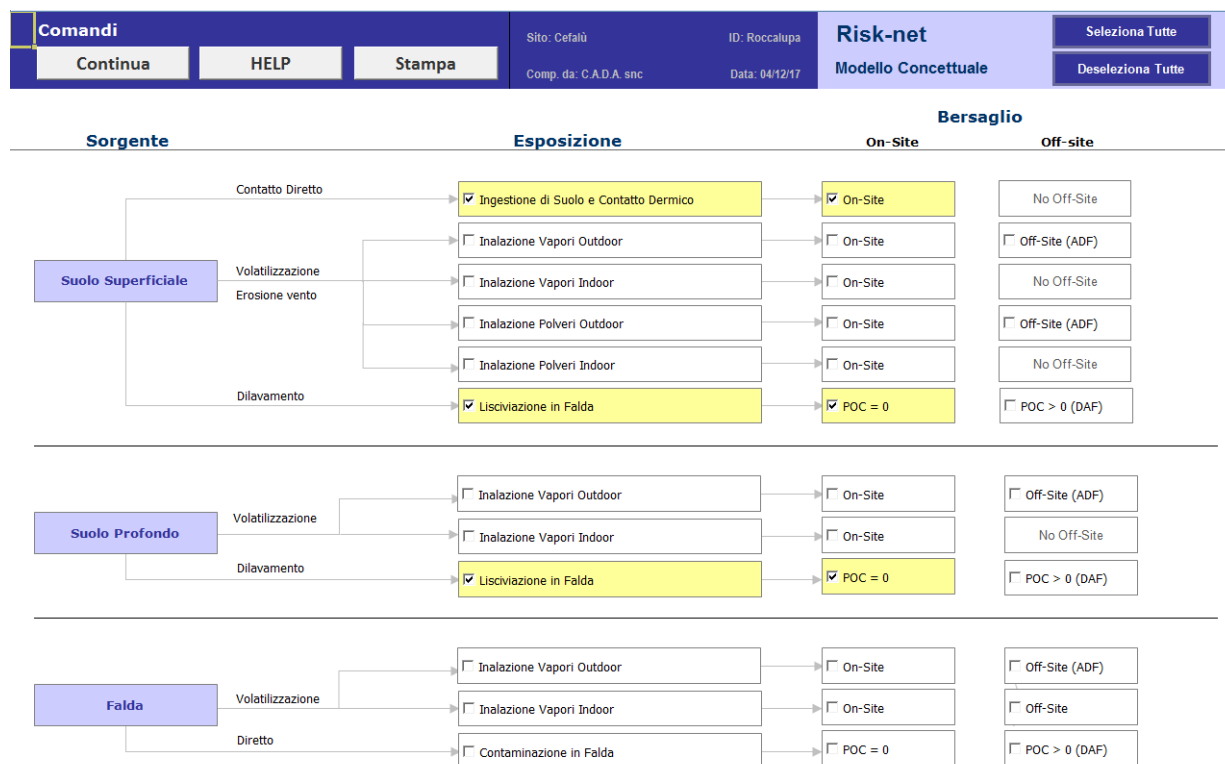 Comandi
Continua
HELP
Stampa
Sito: Cefalù
ID: Roccalupa
Comp. da: C.A.D.A. snc
Data: 04/12/17
Risk-net
Modello Concettuale
Seleziona Tutte
Deseleziona Tutte
Bersaglio
Sorgente
Esposizione
On-Site
Off-site
Contatto Diretto
Ingestione di Suolo e Contatto Dermico
On-Site
No Off-Site
Inalazione Vapori Outdoor
On-Site
Off-Site (ADF)
Suolo Superficiale
Volatilizzazione
Erosione vento
Inalazione Vapori Indoor
On-Site
No Off-Site
Inalazione Polveri Outdoor
On-Site
Off-Site (ADF)
Inalazione Polveri Indoor
On-Site
No Off-Site
Dilavamento
Lisciviazione in Falda
POC = 0
POC > 0 (DAF)
Inalazione Vapori Outdoor
On-Site
Off-Site (ADF)
Suolo Profondo
Volatilizzazione
Inalazione Vapori Indoor
On-Site
No Off-Site
Dilavamento
Lisciviazione in Falda
POC = 0
POC > 0 (DAF)
Inalazione Vapori Outdoor
On-Site
Off-Site (ADF)
Falda
Volatilizzazione
Inalazione Vapori Indoor
On-Site
Off-Site
Diretto
Contaminazione in Falda
POC = 0
POC > 0 (DAF)